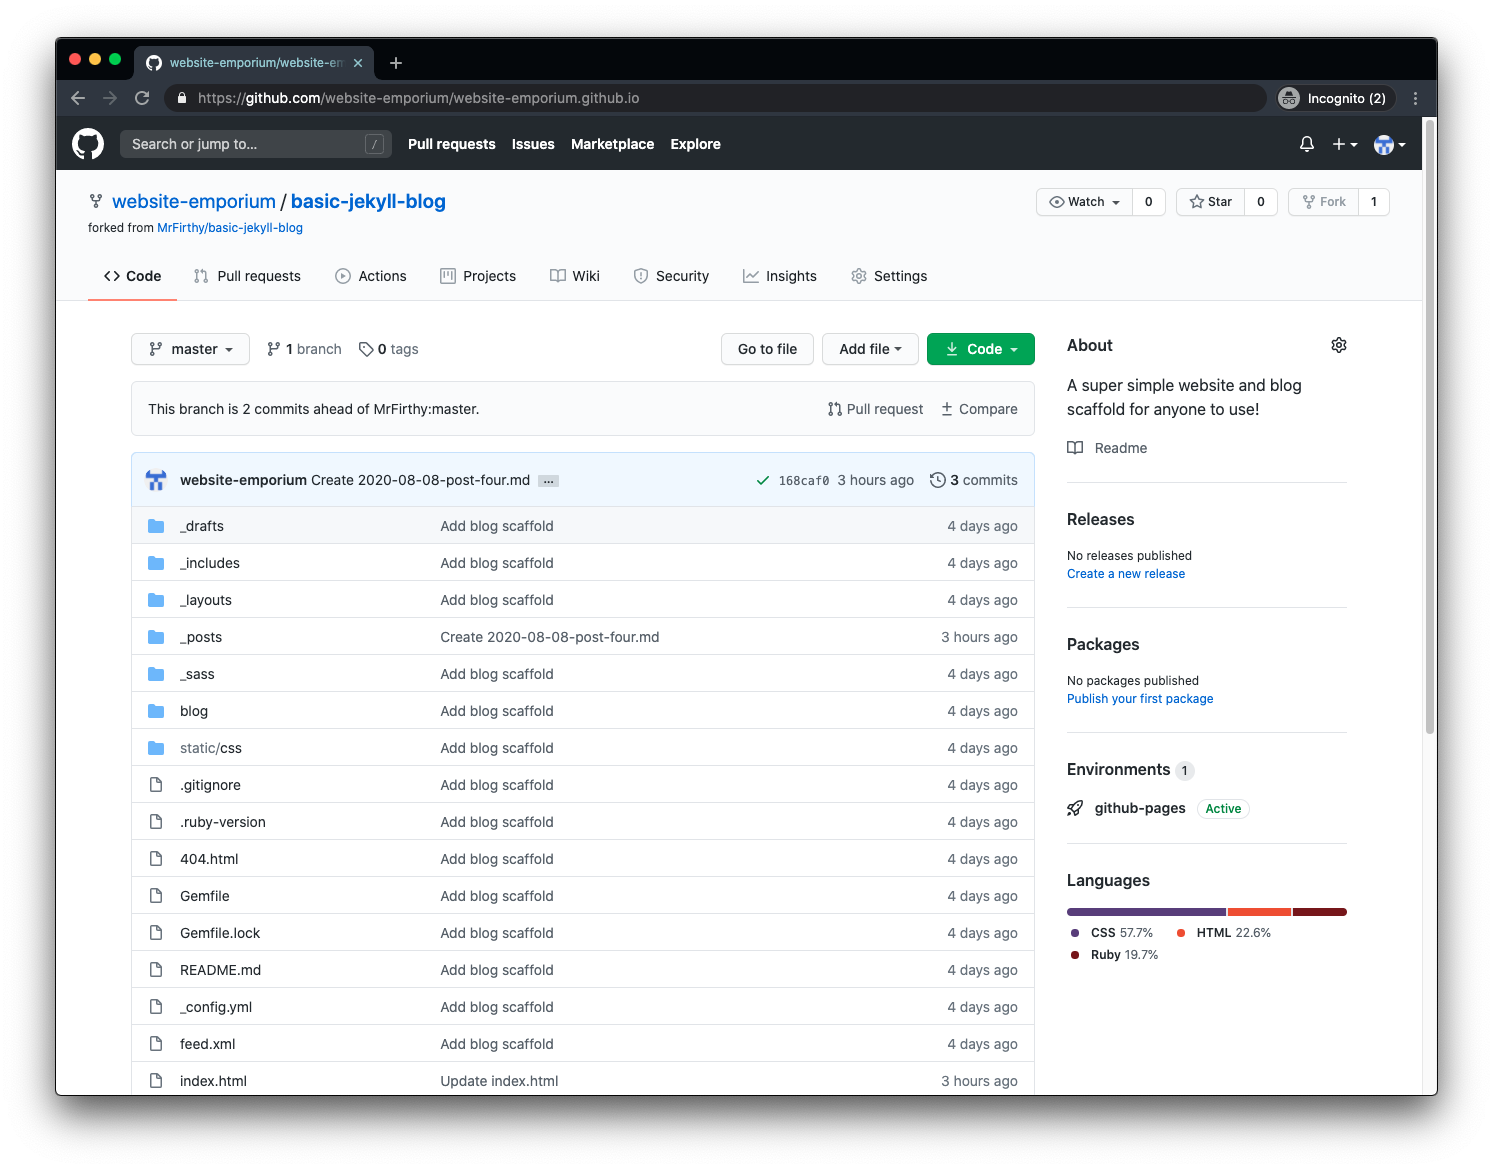 website-emporium/website-em
https://github.com/website-emporium/website-emporium.github.io
Incognito (2)
Search or jump to...
/
Pull requests
Issues
Marketplace
Explore
website-emporium / basic-jekyll-blog
forked from MrFirthy/basic-jekyll-blog
Watch 0
Star 0
Fork 1
Code
Pull requests
Actions
Projects
Wiki
Security
Insights
Settings
master
1 branch
0 tags
Go to file
Add file
Code
This branch is 2 commits ahead of MrFirthy:master.
Pull request
Compare
website-emporium Create 2020-08-08-post-four.md ... 168caf0 3 hours ago 3 commits
_drafts Add blog scaffold 4 days ago
_includes Add blog scaffold 4 days ago
_layouts Add blog scaffold 4 days ago
_posts Create 2020-08-08-post-four.md 3 hours ago
_sass Add blog scaffold 4 days ago
blog Add blog scaffold 4 days ago
static/css Add blog scaffold 4 days ago
.gitignore Add blog scaffold 4 days ago
.ruby-version Add blog scaffold 4 days ago
404.html Add blog scaffold 4 days ago
Gemfile Add blog scaffold 4 days ago
Gemfile.lock Add blog scaffold 4 days ago
README.md Add blog scaffold 4 days ago
_config.yml Add blog scaffold 4 days ago
feed.xml Add blog scaffold 4 days ago
index.html Update index.html 3 hours ago
About
A super simple website and blog
scaffold for anyone to use!
Readme
Releases
No releases published
Create a new release
Packages
No packages published
Publish your first package
Environments 1
github-pages Active
Languages
CSS 57.7% HTML 22.6%
Ruby 19.7%